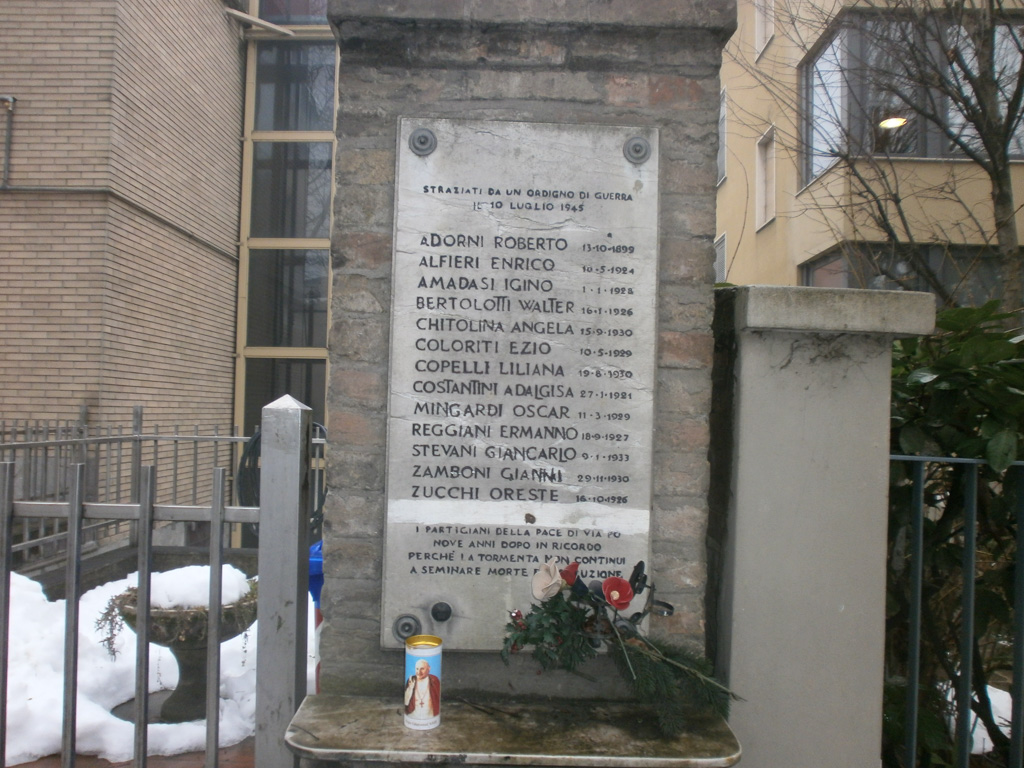 STRAZIATI DA UN ORDIGNO DI GUERRA
IL 10 LUGLIO 1945
ADORNI ROBERTO 13-10-1899
ALFIERI ENRICO 10-5-1924
AMADASI IGINO 1-1-1928
BERTOLOTTI WALTER 16-1-1926
CHITOLINA ANGELA 15-9-1930
COLORITI EZIO 10-5-1929
COPELLI LILIANA 19-8-1930
COSTANTINI ADALGISA 27-1-1921
MINGARDI OSCAR 11-3-1929
REGGIANI ERMANNO 18-9-1927
STEVANI GIANCARLO 9-1-1933
ZAMBONI GIANNI 29-11-1930
ZUCCHI ORESTE 16-10-1926
I PARTIGIANI DELLA PACE DI VIA PO
NOVE ANNI DOPO IN RICORDO
PERCHÉ LA TORMENTA NON CONTINUI
A SEMINARE MORTE